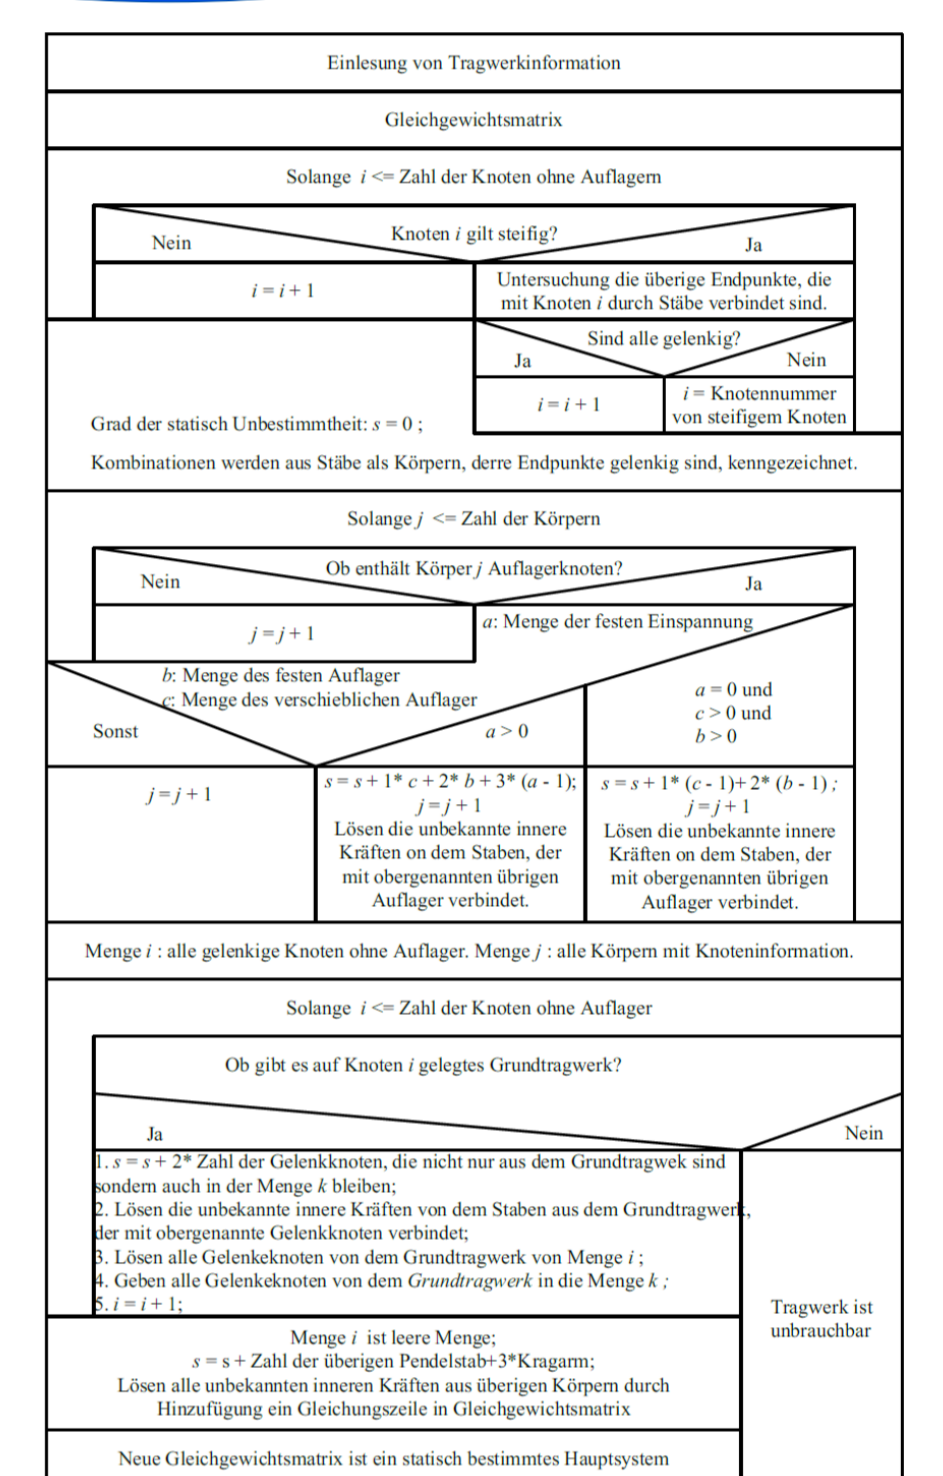 Einlesung von Tragwerkinformation
Gleichgewichtsmatrix
Solange i <= Zahl der Knoten ohne Auflagern
Knoten i gilt steifig?
Nein
Ja
i = i + 1
Untersuchung die überige Endpunkte, die
mit Knoten i durch Stäbe verbindet sind.
Sind alle gelenkig?
Ja
Nein
i = i + 1
i = Knotennummer
von steifigem Knoten
Grad der statisch Unbestimmtheit: s = 0 ;
Kombinationen werden aus Stäbe als Körpern, derre Endpunkte gelenkig sind, kenngezeichnet.
Solange j <= Zahl der Körpern
Ob enthält Körper j Auflagerknoten?
Nein
Ja
j = j + 1
a: Menge der festen Einspannung
b: Menge des festen Auflager
c: Menge des verschieblichen Auflager
Sonst
a > 0
a = 0 und
c > 0 und
b > 0
j = j + 1
s = s + 1* c + 2* b + 3* (a - 1);
j = j + 1
Lösen die unbekannte innere
Kräften on dem Staben, der
mit obergenannten übrigen
Auflager verbindet.
s = s + 1* (c - 1)+ 2* (b - 1) ;
j = j + 1
Lösen die unbekannte innere
Kräften on dem Staben, der
mit obergenannten übrigen
Auflager verbindet.
Menge i : alle gelenkige Knoten ohne Auflager. Menge j : alle Körpern mit Knoteninformation.
Solange i <= Zahl der Knoten ohne Auflager
Ob gibt es auf Knoten i gelegtes Grundtragwerk?
Ja
Nein
1. s = s + 2* Zahl der Gelenkknoten, die nicht nur aus dem Grundtragwek sind
sondern auch in der Menge k bleiben;
2. Lösen die unbekannte innere Kräften von dem Staben aus dem Grundtragwerk,
der mit obergenannte Gelenkknoten verbindet;
3. Lösen alle Gelenkeknoten von dem Grundtragwerk von Menge i ;
4. Geben alle Gelenkeknoten von dem Grundtragwerk in die Menge k ;
5. i = i + 1;
Tragwerk ist
unbrauchbar
Menge i ist leere Menge;
s = s + Zahl der überigen Pendelstab+3*Kragarm;
Lösen alle unbekannten inneren Kräften aus überigen Körpern durch
Hinzufügung ein Gleichungszeile in Gleichgewichtsmatrix
Neue Gleichgewichtsmatrix ist ein statisch bestimmtes Hauptsystem